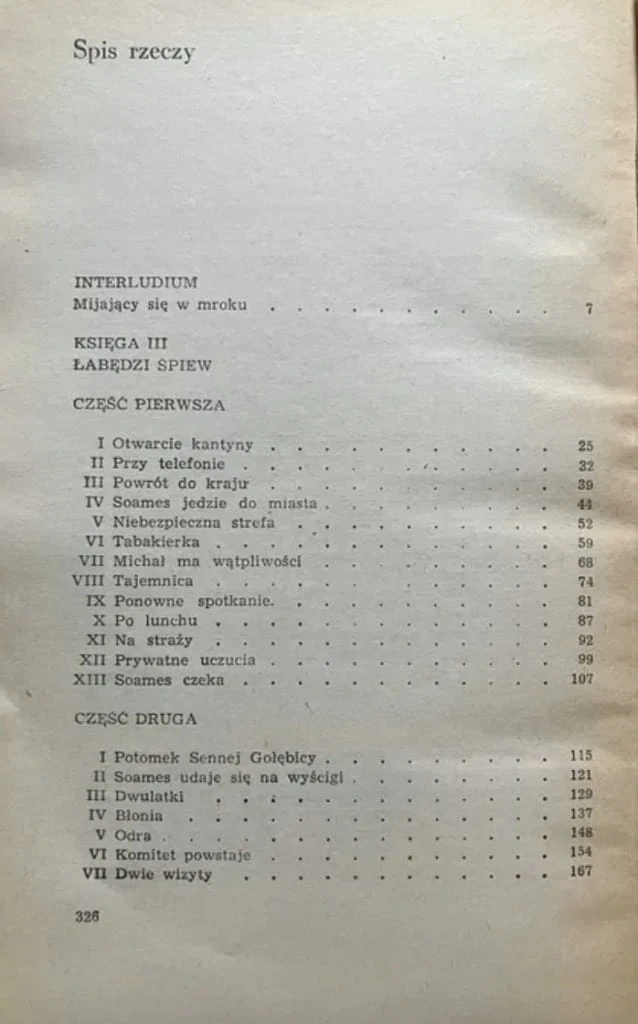 Spis rzeczy
INTERLUDIUM
Mijający się w mroku . . . . . . . . . . . . 7
KSIĘGA III
ŁABĘDZI ŚPIEW
CZĘŚĆ PIERWSZA
I Otwarcie kantyny . . . . . . . . . . . 25
II Przy telefonie . . . . . . . . . . . . 32
III Powrót do kraju . . . . . . . . . . . 39
IV Soames jedzie do miasta . . . . . . . . . 44
V Niebezpieczna strefa . . . . . . . . . . 52
VI Tabakierka . . . . . . . . . . . . . 59
VII Michał ma wątpliwości . . . . . . . . . 68
VIII Tajemnica . . . . . . . . . . . . 74
IX Ponowne spotkanie. . . . . . . . . . . 81
X Po lunchu . . . . . . . . . . . . . 87
XI Na straży . . . . . . . . . . . . . 92
XII Prywatne uczucia . . . . . . . . . . . 99
XIII Soames czeka . . . . . . . . . . . . 107
CZĘŚĆ DRUGA
I Potomek Sennej Gołębicy . . . . . . . . . 115
II Soames udaje się na wyścigi . . . . . . . . 121
III Dwulatki . . . . . . . . . . . . . 129
IV Błonia . . . . . . . . . . . . . . 137
V Odra . . . . . . . . . . . . . . . 148
VI Komitet powstaje . . . . . . . . . . . 154
VII Dwie wizyty . . . . . . . . . . . . 167
326